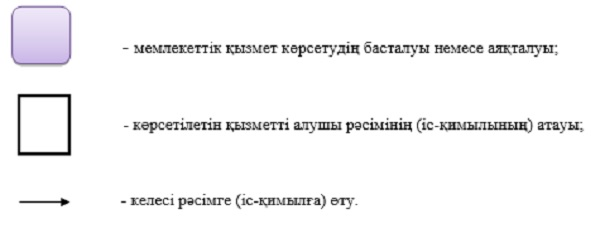 - мемлекеттік қызмет көрсетудің басталуы немесе аяқталуы;
- көрсетілетін қызметті алушы рәсімінің (іс-қимылының) атауы;
- келесі рәсімге (іс-қимылға) өту.